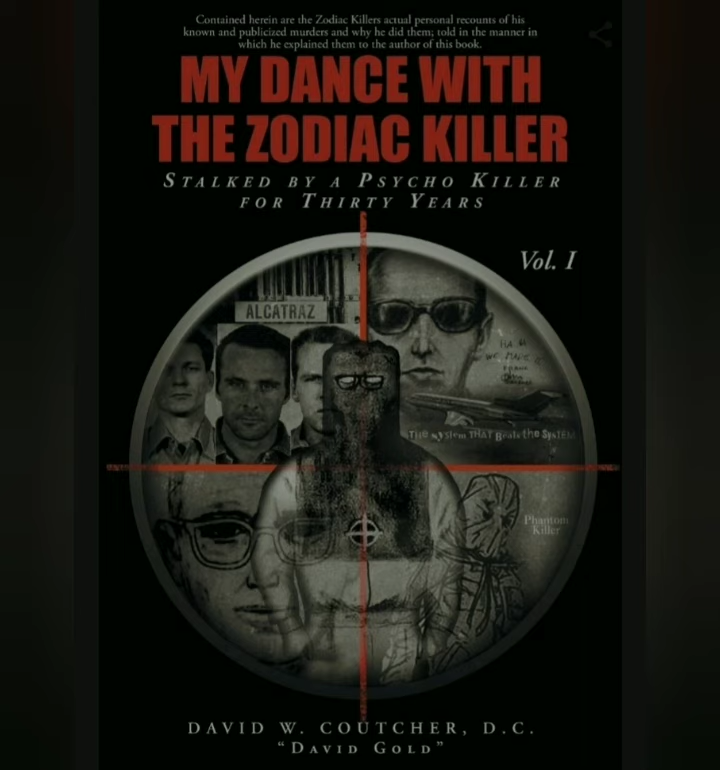 Contained herein are the Zodiac Killers actual personal recounts of his
known and publicized murders and why he did them; told in the manner in
which he explained them to the author of this book.
MY DANCE WITH
THE ZODIAC KILLER
STALKED BY A PSYCHO KILLER
FOR THIRTY YEARS
Vol. I
ALCATRAZ
The system THAT Beats the System
Phantom
Killer
DAVID W. COUTCHER, D.C.
"DAVID GOLD"